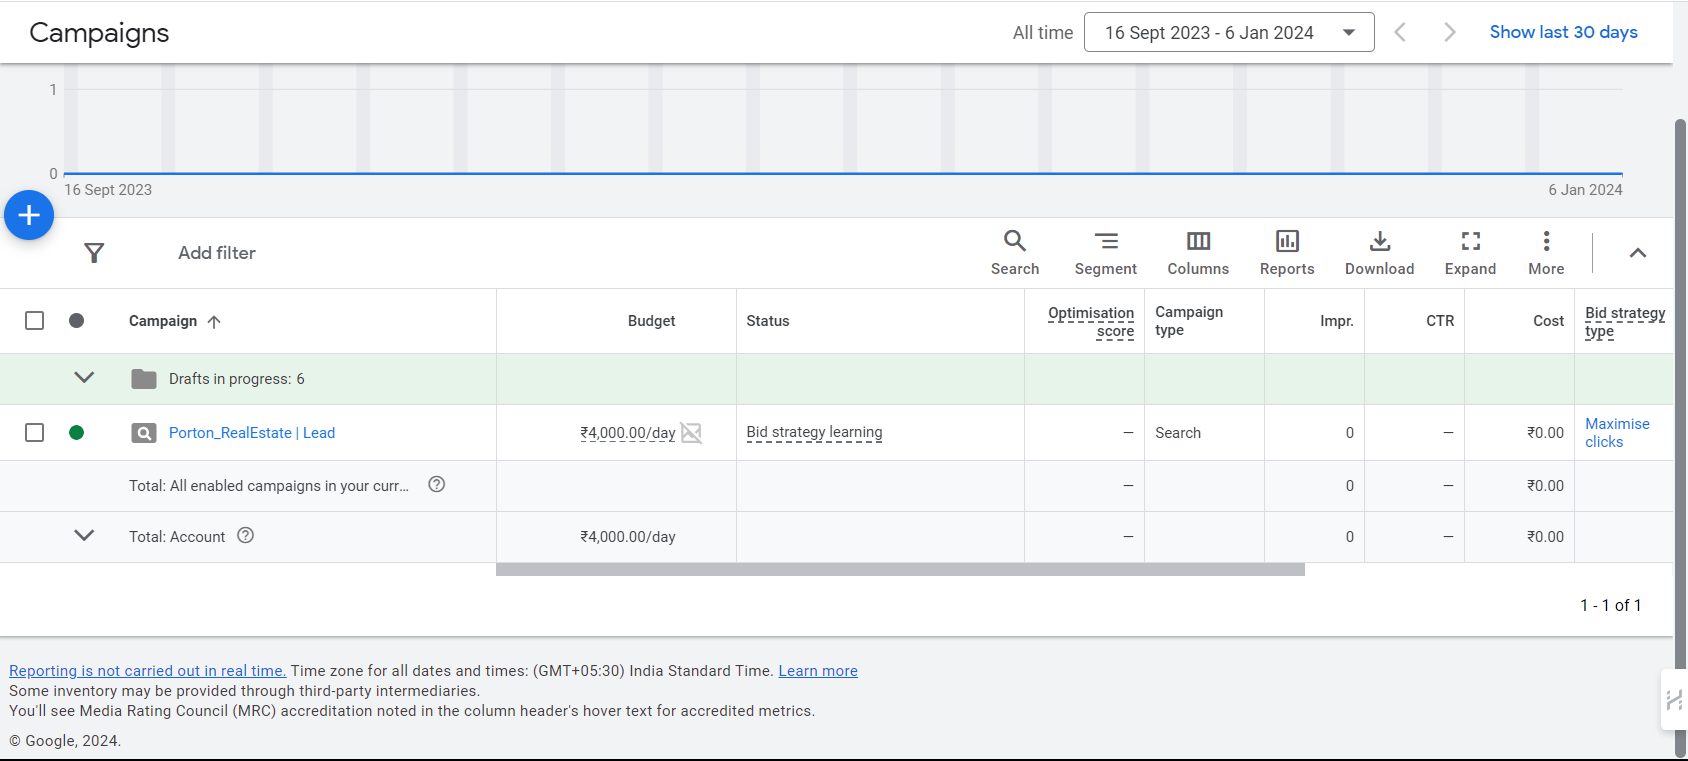 Campaigns
All time 16 Sept 2023 - 6 Jan 2024 Show last 30 days
1
0
16 Sept 2023 6 Jan 2024
Add filter
Search Segment Columns Reports Download Expand More
Campaign Budget Status Optimisation score Campaign type Impr. CTR Cost Bid strategy type
Drafts in progress: 6
Porton_RealEstate | Lead ₹4,000.00/day Bid strategy learning — Search 0 — ₹0.00 Maximise clicks
Total: All enabled campaigns in your curr... — 0 — ₹0.00
Total: Account ₹4,000.00/day — 0 — ₹0.00
1 - 1 of 1
Reporting is not carried out in real time. Time zone for all dates and times: (GMT+05:30) India Standard Time. Learn more
Some inventory may be provided through third-party intermediaries.
You'll see Media Rating Council (MRC) accreditation noted in the column header's hover text for accredited metrics.
© Google, 2024.